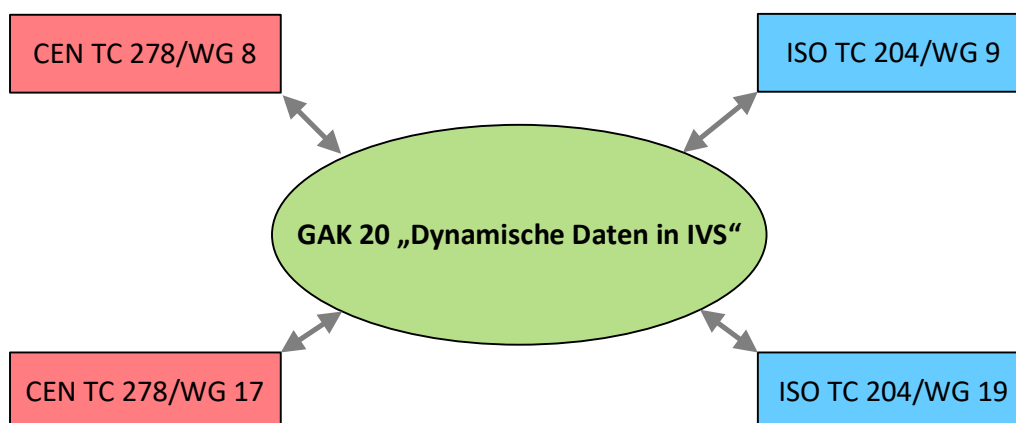 CEN TC 278/WG 8
ISO TC 204/WG 9
GAK 20 „Dynamische Daten in IVS“
CEN TC 278/WG 17
ISO TC 204/WG 19